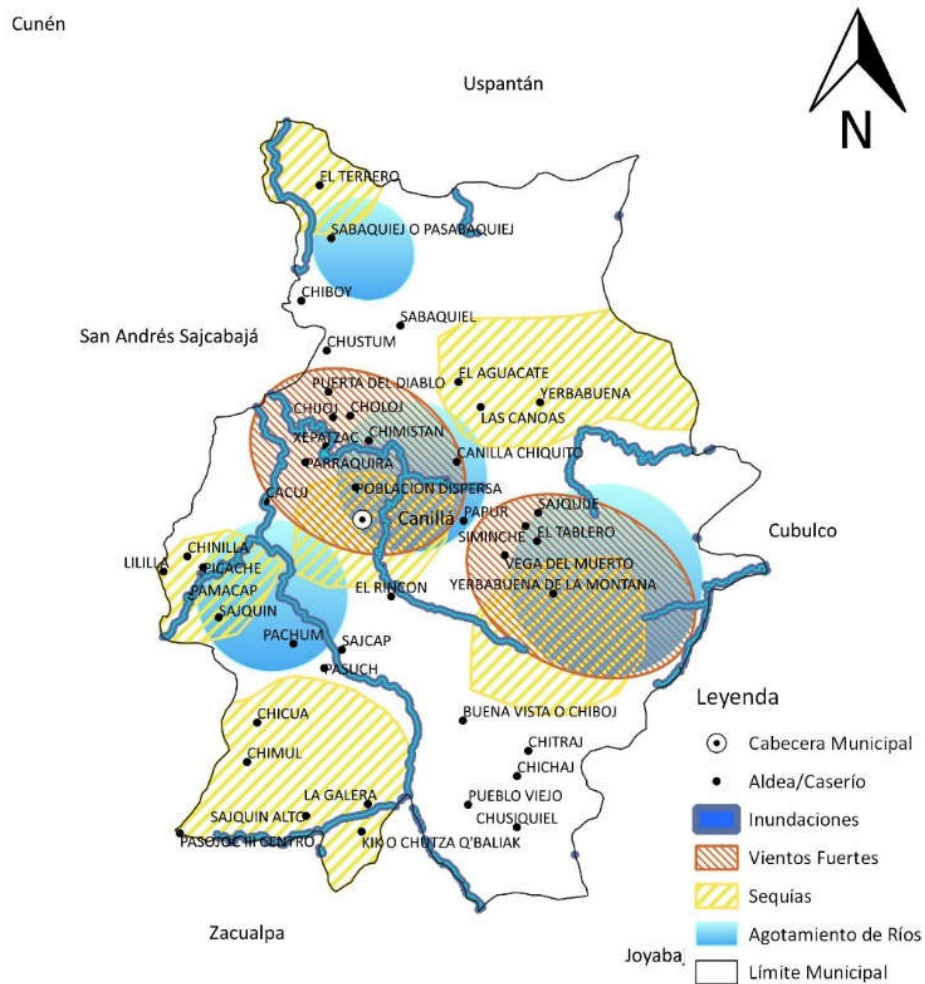 Cunén
Uspantán
N
EL TERRERO
SABAQUIEJ O PASABAQUIEJ
CHIBOY
SABAQUIEL
San Andrés Sajcabajá
CHUSTUM
EL AGUACATE
PUERTA DEL DIABLO
YERBABUENA
CHIJOJ
CHOLOJ
LAS CANOAS
CHIMISTAN
XEPATZAC
PARRAQUIRA
CANILLA CHIQUITO
POBLACION DISPERSA
CACUJ
Canillá
PAPUR
SAJQUIJE
SIMINCHE
EL TABLERO
Cubulco
CHINILLA
LILILLA
PICACHE
VEGA DEL MUERTO
YERBABUENA DE LA MONTANA
EL RINCON
PAMACAP
SAJQUIN
PACHUM
SAJCAP
PASUCH
Leyenda
CHICUA
BUENA VISTA O CHIBOJ
Cabecera Municipal
CHITRAJ
CHIMUL
CHICHAJ
Aldea/Caserío
LA GALERA
PUEBLO VIEJO
SAJQUIN ALTO
CHUSIQUIEL
Inundaciones
PASOJOC III CENTRO
KIK O CHUTZA Q'BALIAK
Vientos Fuertes
Sequías
Zacualpa
Agotamiento de Ríos
Joyabaj
Límite Municipal